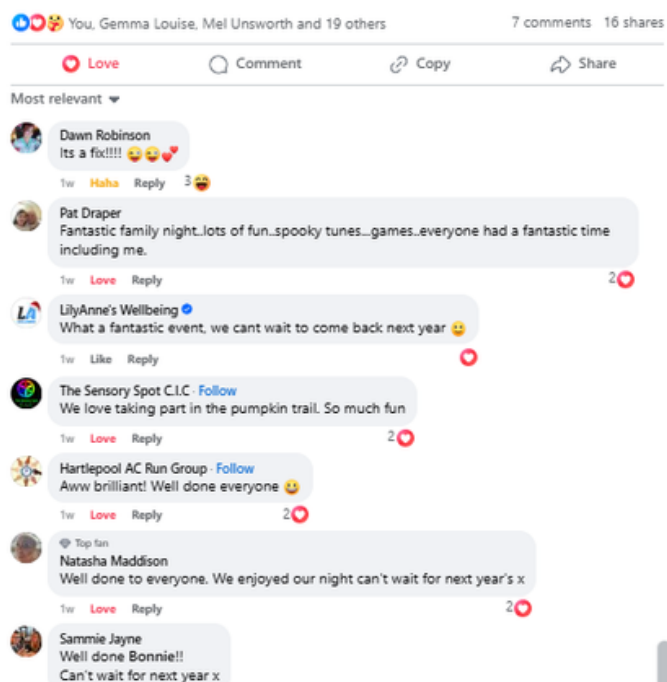 You, Gemma Louise, Mel Unsworth and 19 others 7 comments 16 shares
Love Comment Copy Share
Most relevant
Dawn Robinson
Its a fix!!!! 😜😜💕
1w Haha Reply 3
Pat Draper
Fantastic family night..lots of fun..spooky tunes...games..everyone had a fantastic time
including me.
1w Love Reply 2
LA
LilyAnne's Wellbeing
What a fantastic event, we cant wait to come back next year 😀
1w Like Reply
The Sensory Spot C.I.C · Follow
We love taking part in the pumpkin trail. So much fun
1w Love Reply 2
Hartlepool AC Run Group · Follow
Aww brilliant! Well done everyone 😀
1w Love Reply 2
Top fan
Natasha Maddison
Well done to everyone. We enjoyed our night can't wait for next year's x
1w Love Reply 2
Sammie Jayne
Well done Bonnie!!
Can't wait for next year x